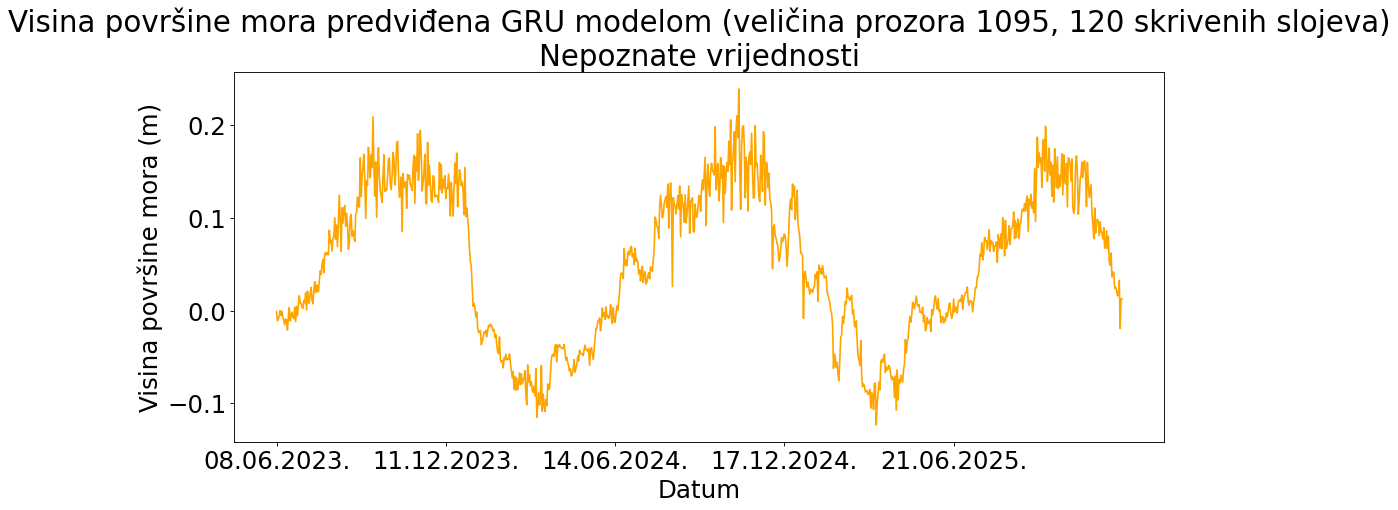 Visina površine mora predviđena GRU modelom (veličina prozora 1095, 120 skrivenih slojeva)
Nepoznate vrijednosti
Visina površine mora (m)
0.2
0.1
0.0
−0.1
08.06.2023. 11.12.2023. 14.06.2024. 17.12.2024. 21.06.2025.
Datum